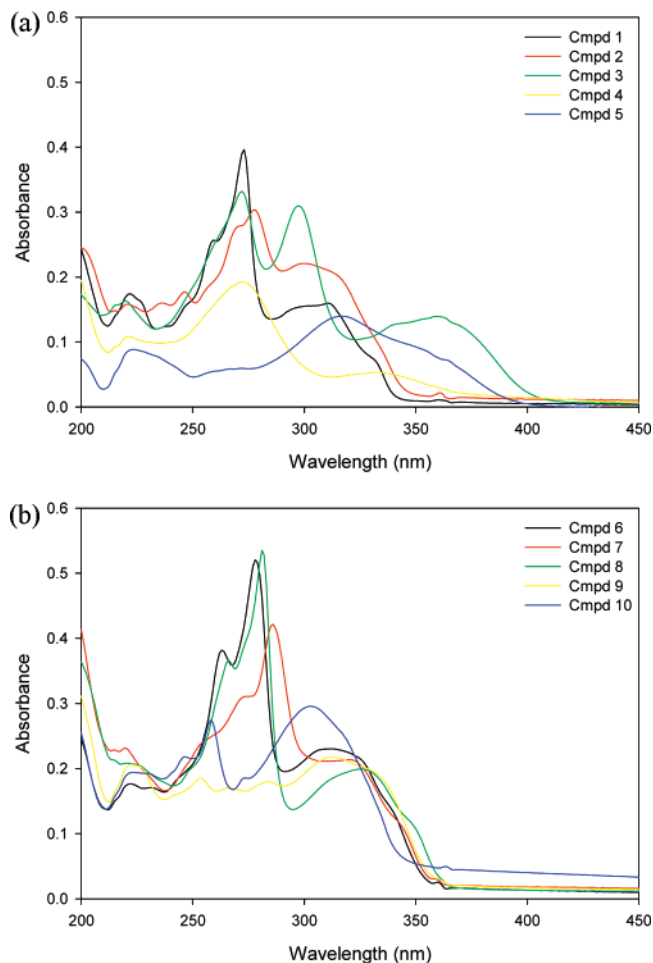 (a)
0.6
0.5
0.4
0.3
0.2
0.1
0.0
Absorbance
Cmpd 1
Cmpd 2
Cmpd 3
Cmpd 4
Cmpd 5
200 250 300 350 400 450
Wavelength (nm)
(b)
0.6
0.5
0.4
0.3
0.2
0.1
0.0
Absorbance
Cmpd 6
Cmpd 7
Cmpd 8
Cmpd 9
Cmpd 10
200 250 300 350 400 450
Wavelength (nm)